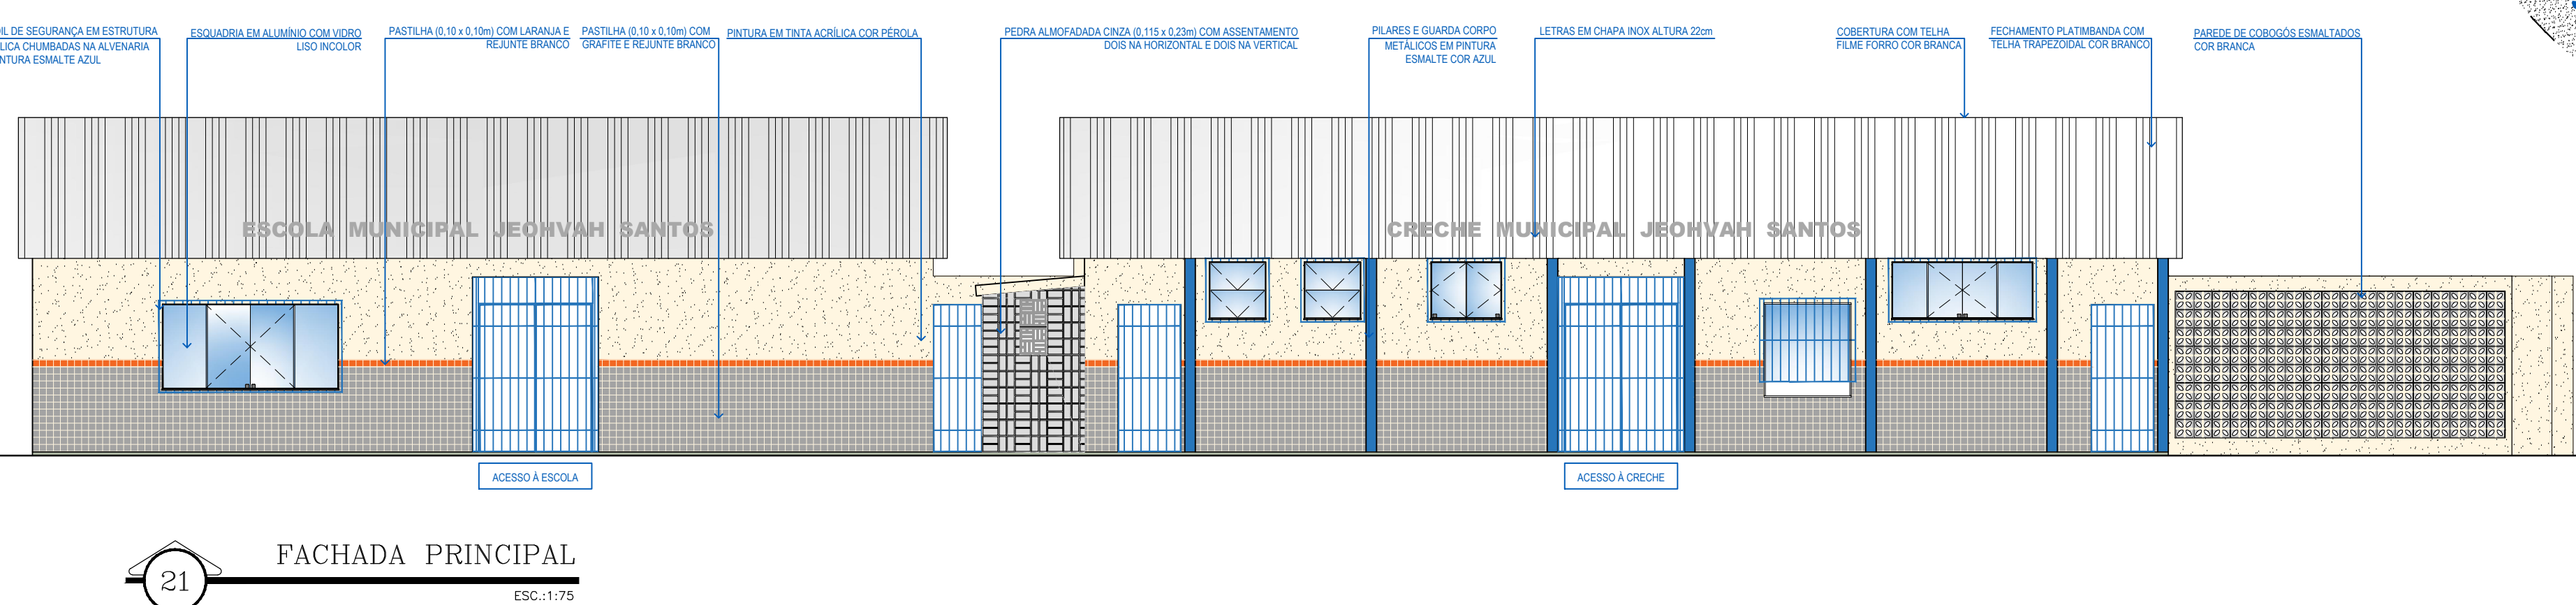 DE SEGURANÇA EM ESTRUTURA
CHUMBADAS NA ALVENARIA
ESMALTE AZUL
ESQUADRIA EM ALUMÍNIO COM VIDRO
LISO INCOLOR
PASTILHA (0,10 x 0,10m) COM LARANJA E
REJUNTE BRANCO
PASTILHA (0,10 x 0,10m) COM
GRAFITE E REJUNTE BRANCO
PINTURA EM TINTA ACRÍLICA COR PÉROLA
PEDRA ALMOFADADA CINZA (0,115 x 0,23m) COM ASSENTAMENTO
DOIS NA HORIZONTAL E DOIS NA VERTICAL
PILARES E GUARDA CORPO
METÁLICOS EM PINTURA
ESMALTE COR AZUL
LETRAS EM CHAPA INOX ALTURA 22cm
COBERTURA COM TELHA
FILME FORRO COR BRANCA
FECHAMENTO PLATIMBANDA COM
TELHA TRAPEZOIDAL COR BRANCO
PAREDE DE COBOGÓS ESMALTADOS
COR BRANCA
ESCOLA MUNICIPAL JEOHVAH SANTOS
CRECHE MUNICIPAL JEOHVAH SANTOS
ACESSO À ESCOLA
ACESSO À CRECHE
FACHADA PRINCIPAL
21
ESC.:1:75